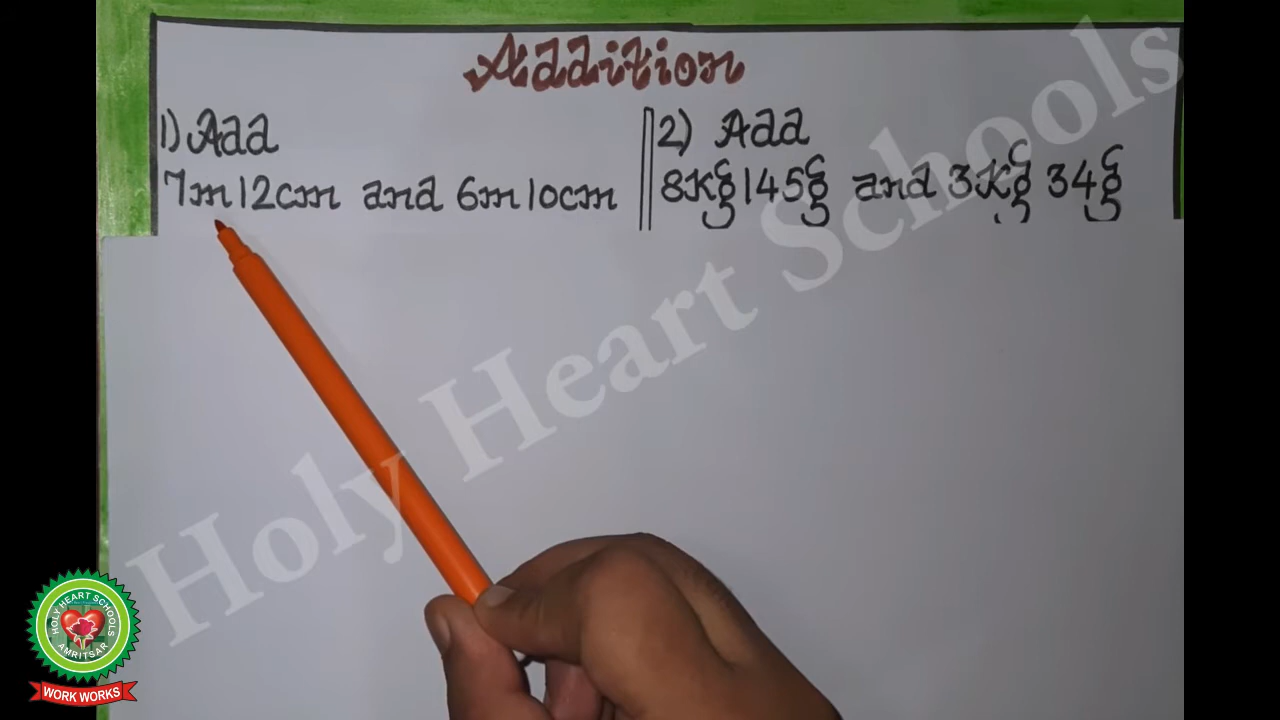 Addition
1) Add
7m 12cm and 6m 10cm
2) Add
8Kg 145g and 3Kg 34g
Holy Heart Schools
HOLY HEART SCHOOLS
AMRITSAR
WORK WORKS